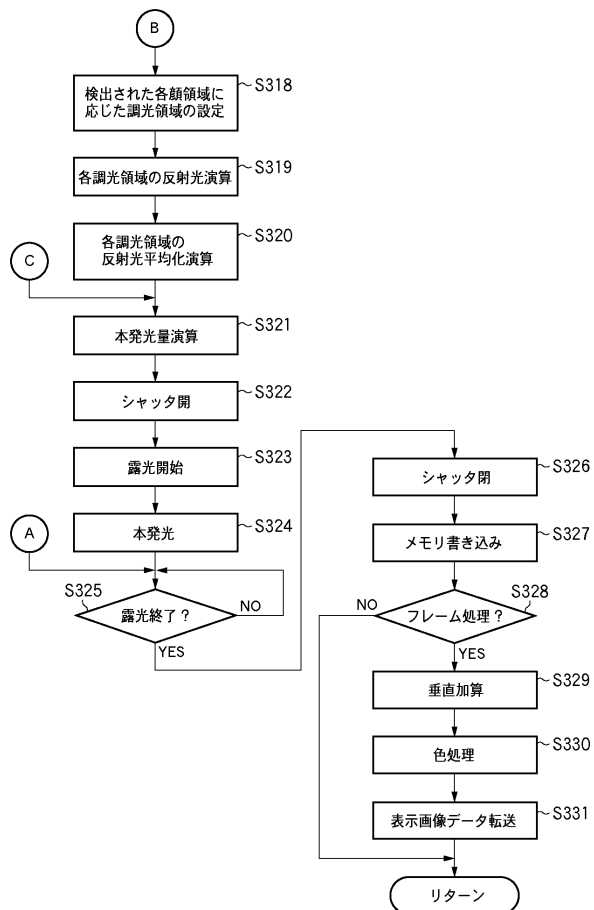 B
検出された各顔領域に
応じた調光領域の設定
S318
各調光領域の反射光演算
S319
各調光領域の
反射光平均化演算
S320
C
本発光量演算
S321
シャッタ開
S322
露光開始
S323
本発光
S324
A
S325
露光終了？
NO
YES
シャッタ閉
S326
メモリ書き込み
S327
S328
フレーム処理？
NO
YES
垂直加算
S329
色処理
S330
表示画像データ転送
S331
リターン